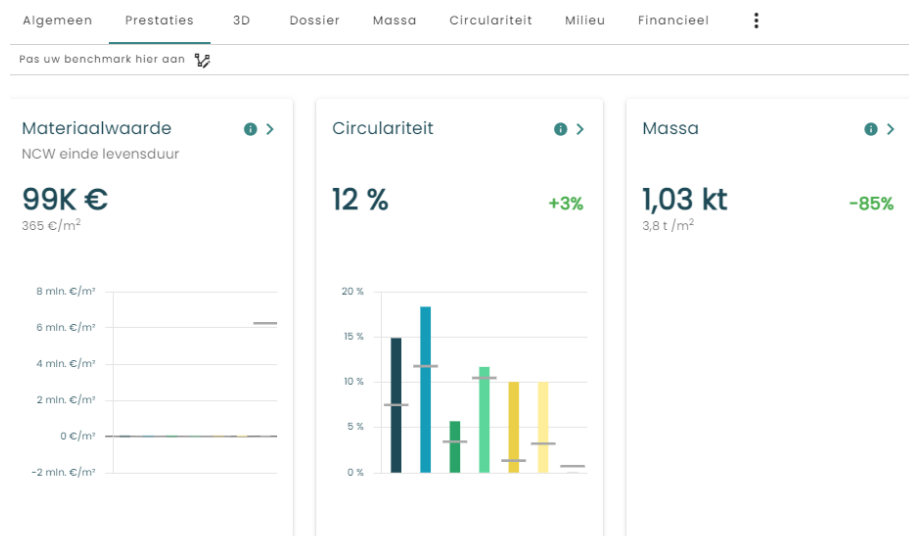 Algemeen Prestaties 3D Dossier Massa Circulariteit Milieu Financieel
Pas uw benchmark hier aan
Materiaalwaarde
NCW einde levensduur
99K €
365 €/m²
8 mln. €/m²
6 mln. €/m²
4 mln. €/m²
2 mln. €/m²
0 €/m²
-2 mln. €/m²
Circulariteit
12 % +3%
20 %
15 %
10 %
5 %
0 %
Massa
1,03 kt -85%
3,8 t /m²